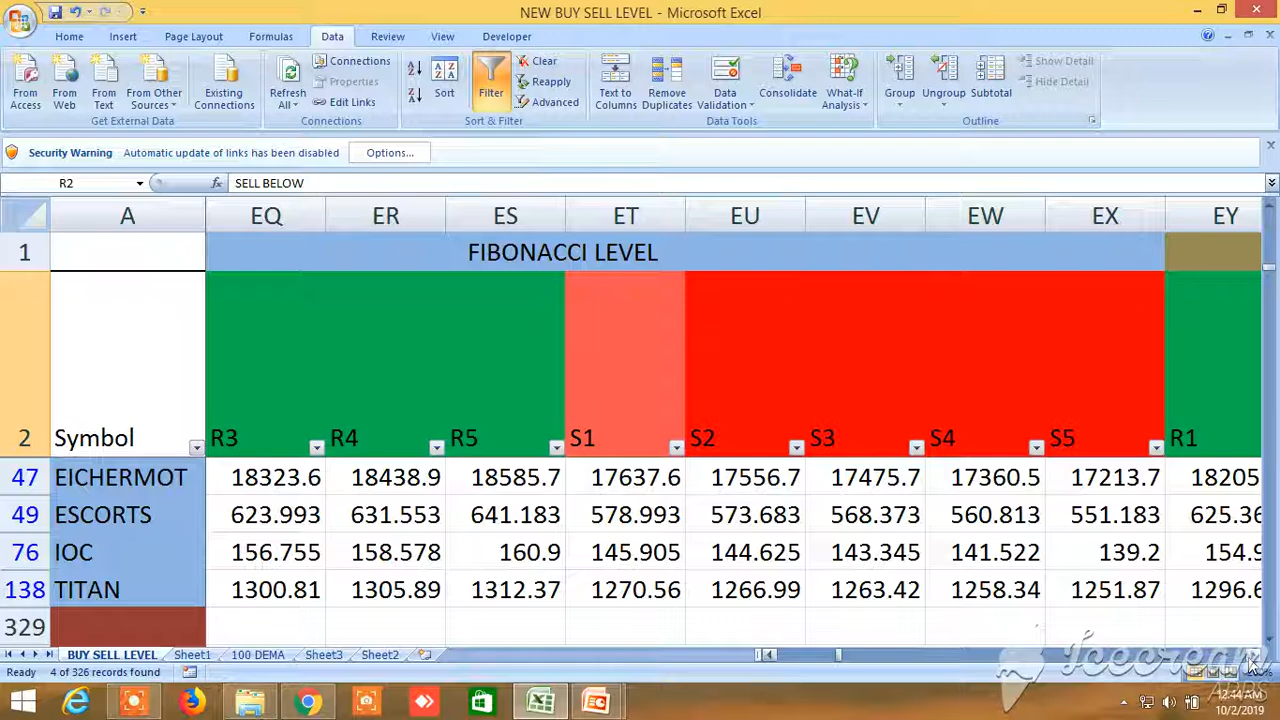 NEW BUY SELL LEVEL - Microsoft Excel
Home Insert Page Layout Formulas Data Review View Developer
From Access
From Web
From Text
From Other Sources
Existing Connections
Get External Data
Refresh All
Connections
Properties
Edit Links
Connections
Sort
Filter
Clear
Reapply
Advanced
Sort & Filter
Text to Columns
Remove Duplicates
Data Validation
Consolidate
What-If Analysis
Data Tools
Group
Ungroup
Subtotal
Show Detail
Hide Detail
Outline
Security Warning Automatic update of links has been disabled Options...
R2 fx SELL BELOW
A EQ ER ES ET EU EV EW EX EY
1 FIBONACCI LEVEL
2 Symbol R3 R4 R5 S1 S2 S3 S4 S5 R1
47 EICHERMOT 18323.6 18438.9 18585.7 17637.6 17556.7 17475.7 17360.5 17213.7 18205
49 ESCORTS 623.993 631.553 641.183 578.993 573.683 568.373 560.813 551.183 625.36
76 IOC 156.755 158.578 160.9 145.905 144.625 143.345 141.522 139.2 154.9
138 TITAN 1300.81 1305.89 1312.37 1270.56 1266.99 1263.42 1258.34 1251.87 1296.6
329
BUY SELL LEVEL Sheet1 100 DEMA Sheet3 Sheet2
Icecream
APPS
Ready 4 of 326 records found
12:44 AM
10/2/2019